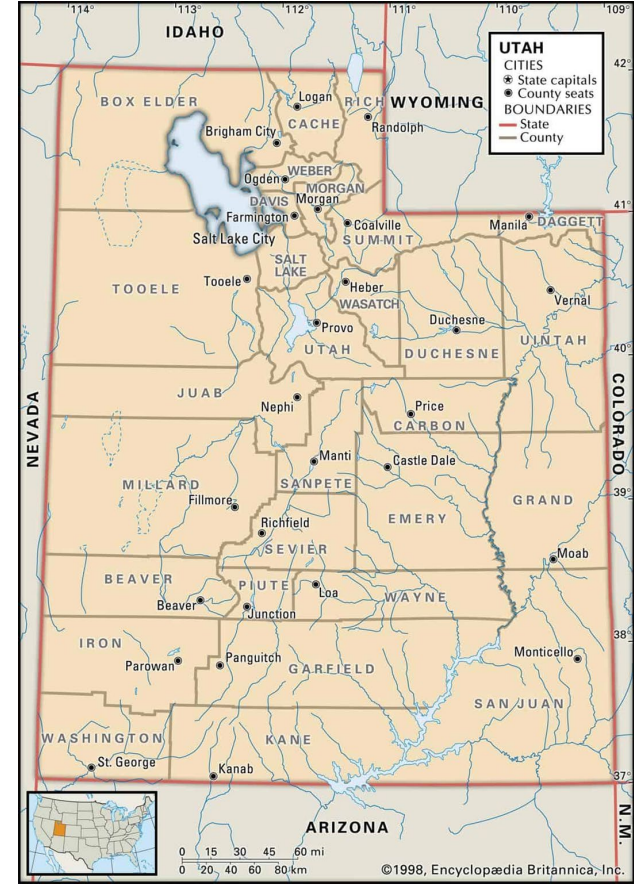 113°
112°
111°
110°
109°
IDAHO
UTAH
CITIES
State capitals
County seats
BOUNDARIES
State
County
42°
BOX ELDER
Logan
RICH
WYOMING
CACHE
Randolph
Brigham City
Ogden
WEBER
MORGAN
DAVIS
Morgan
Farmington
Coalville
Manila
DAGGETT
41°
Salt Lake City
SUMMIT
SALT
LAKE
Tooele
Heber
TOOELE
WASATCH
Vernal
Provo
Duchesne
UINTAH
UTAH
DUCHESNE
40°
JUAB
Nephi
Price
CARBON
NEVADA
COLORADO
Manti
Castle Dale
MILLARD
SANPETE
39°
Fillmore
GRAND
Richfield
EMERY
SEVIER
Moab
BEAVER
PIUTE
Loa
WAYNE
Beaver
Junction
38°
IRON
Monticello
Parowan
Panguitch
GARFIELD
SAN JUAN
WASHINGTON
KANE
St. George
Kanab
37°
ARIZONA
N.M.
0 15 30 45 60 mi
0 20 40 60 80 km
©1998, Encyclopædia Britannica, Inc.